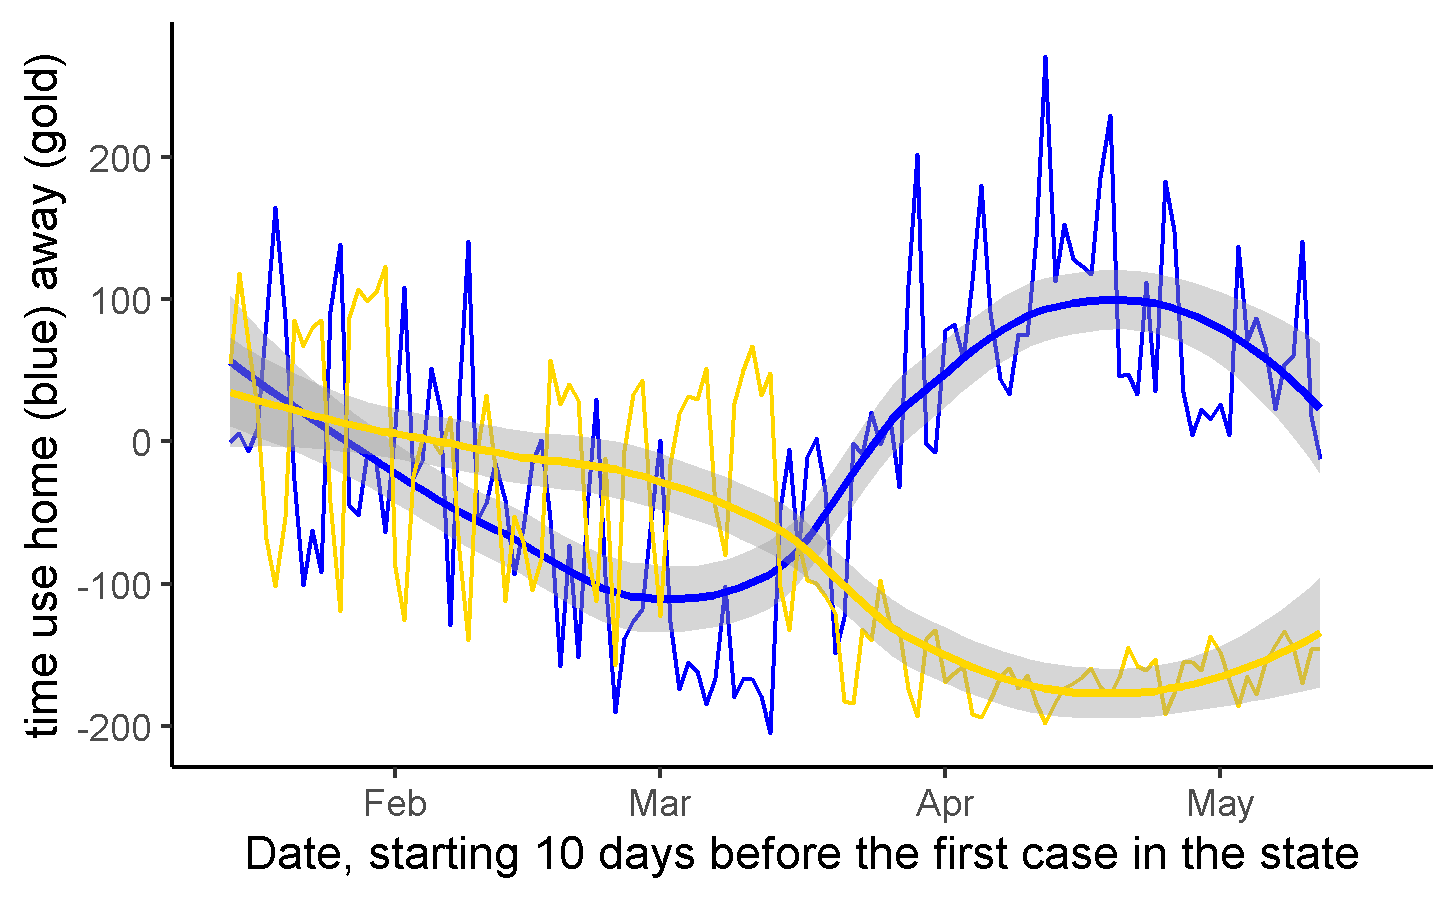 time use home (blue) away (gold)
200
100
0
-100
-200
Feb Mar Apr May
Date, starting 10 days before the first case in the state